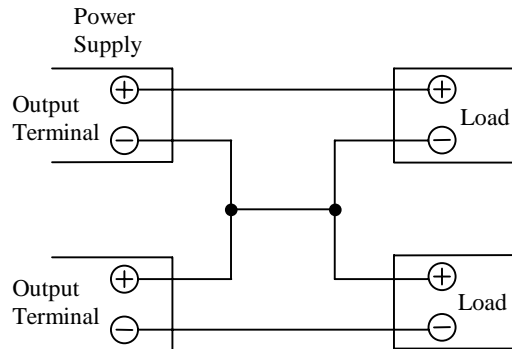 Power
Supply
Output
Terminal
+
−
+
−
Load
Output
Terminal
+
−
+
−
Load